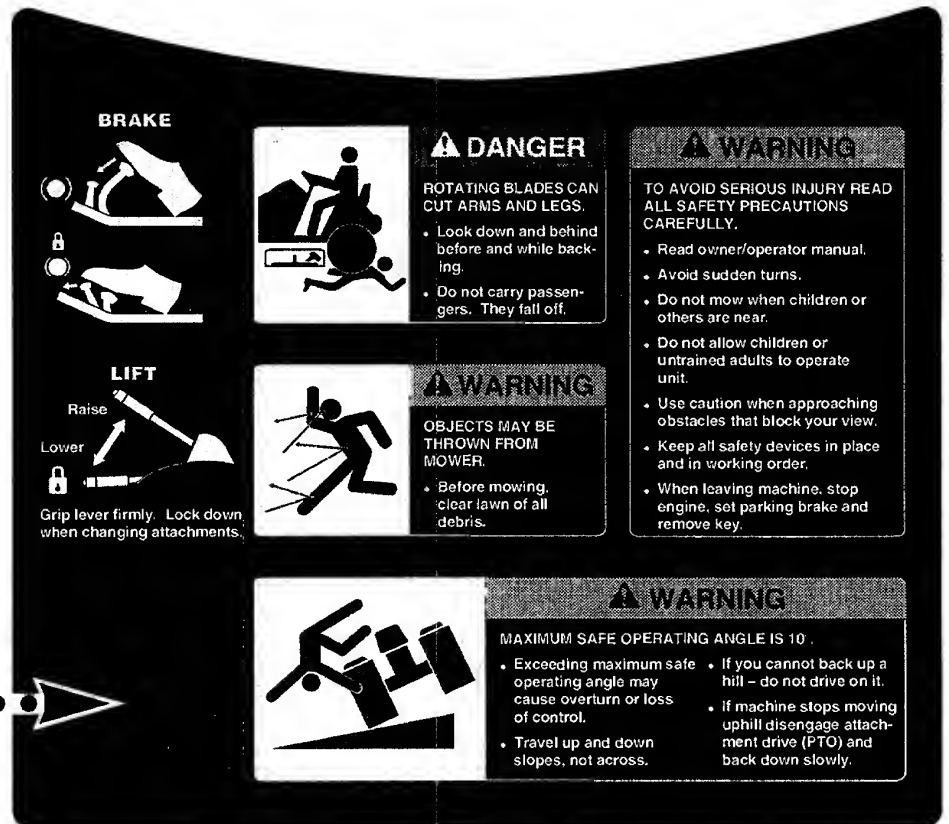 BRAKE
LIFT
Raise
Lower
Grip lever firmly. Lock down
when changing attachments.
DANGER
ROTATING BLADES CAN
CUT ARMS AND LEGS.
• Look down and behind
before and while back-
ing.
• Do not carry passen-
gers. They fall off.
WARNING
OBJECTS MAY BE
THROWN FROM
MOWER.
• Before mowing,
clear lawn of all
debris.
WARNING
TO AVOID SERIOUS INJURY READ
ALL SAFETY PRECAUTIONS
CAREFULLY.
• Read owner/operator manual.
• Avoid sudden turns.
• Do not mow when children or
others are near.
• Do not allow children or
untrained adults to operate
unit.
• Use caution when approaching
obstacles that block your view.
• Keep all safety devices in place
and in working order.
• When leaving machine, stop
engine, set parking brake and
remove key.
WARNING
MAXIMUM SAFE OPERATING ANGLE IS 10°.
• Exceeding maximum safe
operating angle may
cause overturn or loss
of control.
• Travel up and down
slopes, not across.
• If you cannot back up a
hill – do not drive on it.
• If machine stops moving
uphill disengage attach-
ment drive (PTO) and
back down slowly.